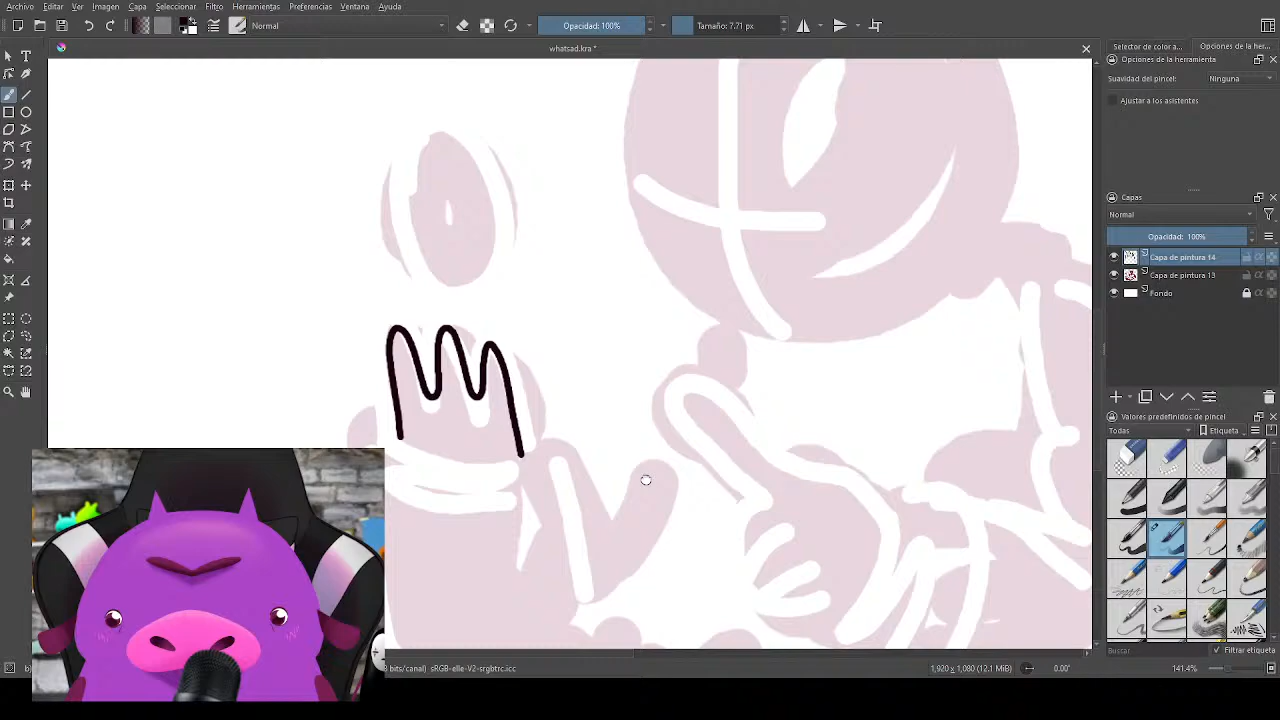 Archivo Editar Ver Imagen Capa Seleccionar Filtro Herramientas Preferencias Ventana Ayuda
Normal
Opacidad: 100%
Tamaño: 7.71 px
whatsad.kra *
Selector de color a...
Opciones de la her...
Opciones de la herramienta
Suavidad del pincel:
Ninguna
Ajustar a los asistentes
Capas
Normal
Opacidad: 100%
Capa de pintura 14
Capa de pintura 13
Fondo
Valores predefinidos de pincel
Todas
Etiqueta
Buscar
Filtrar etiqueta
bits/canal) sRGB-elle-V2-srgbtrc.icc
1,920 x 1,080 (12.1 MiB)
0.00°
141.4%